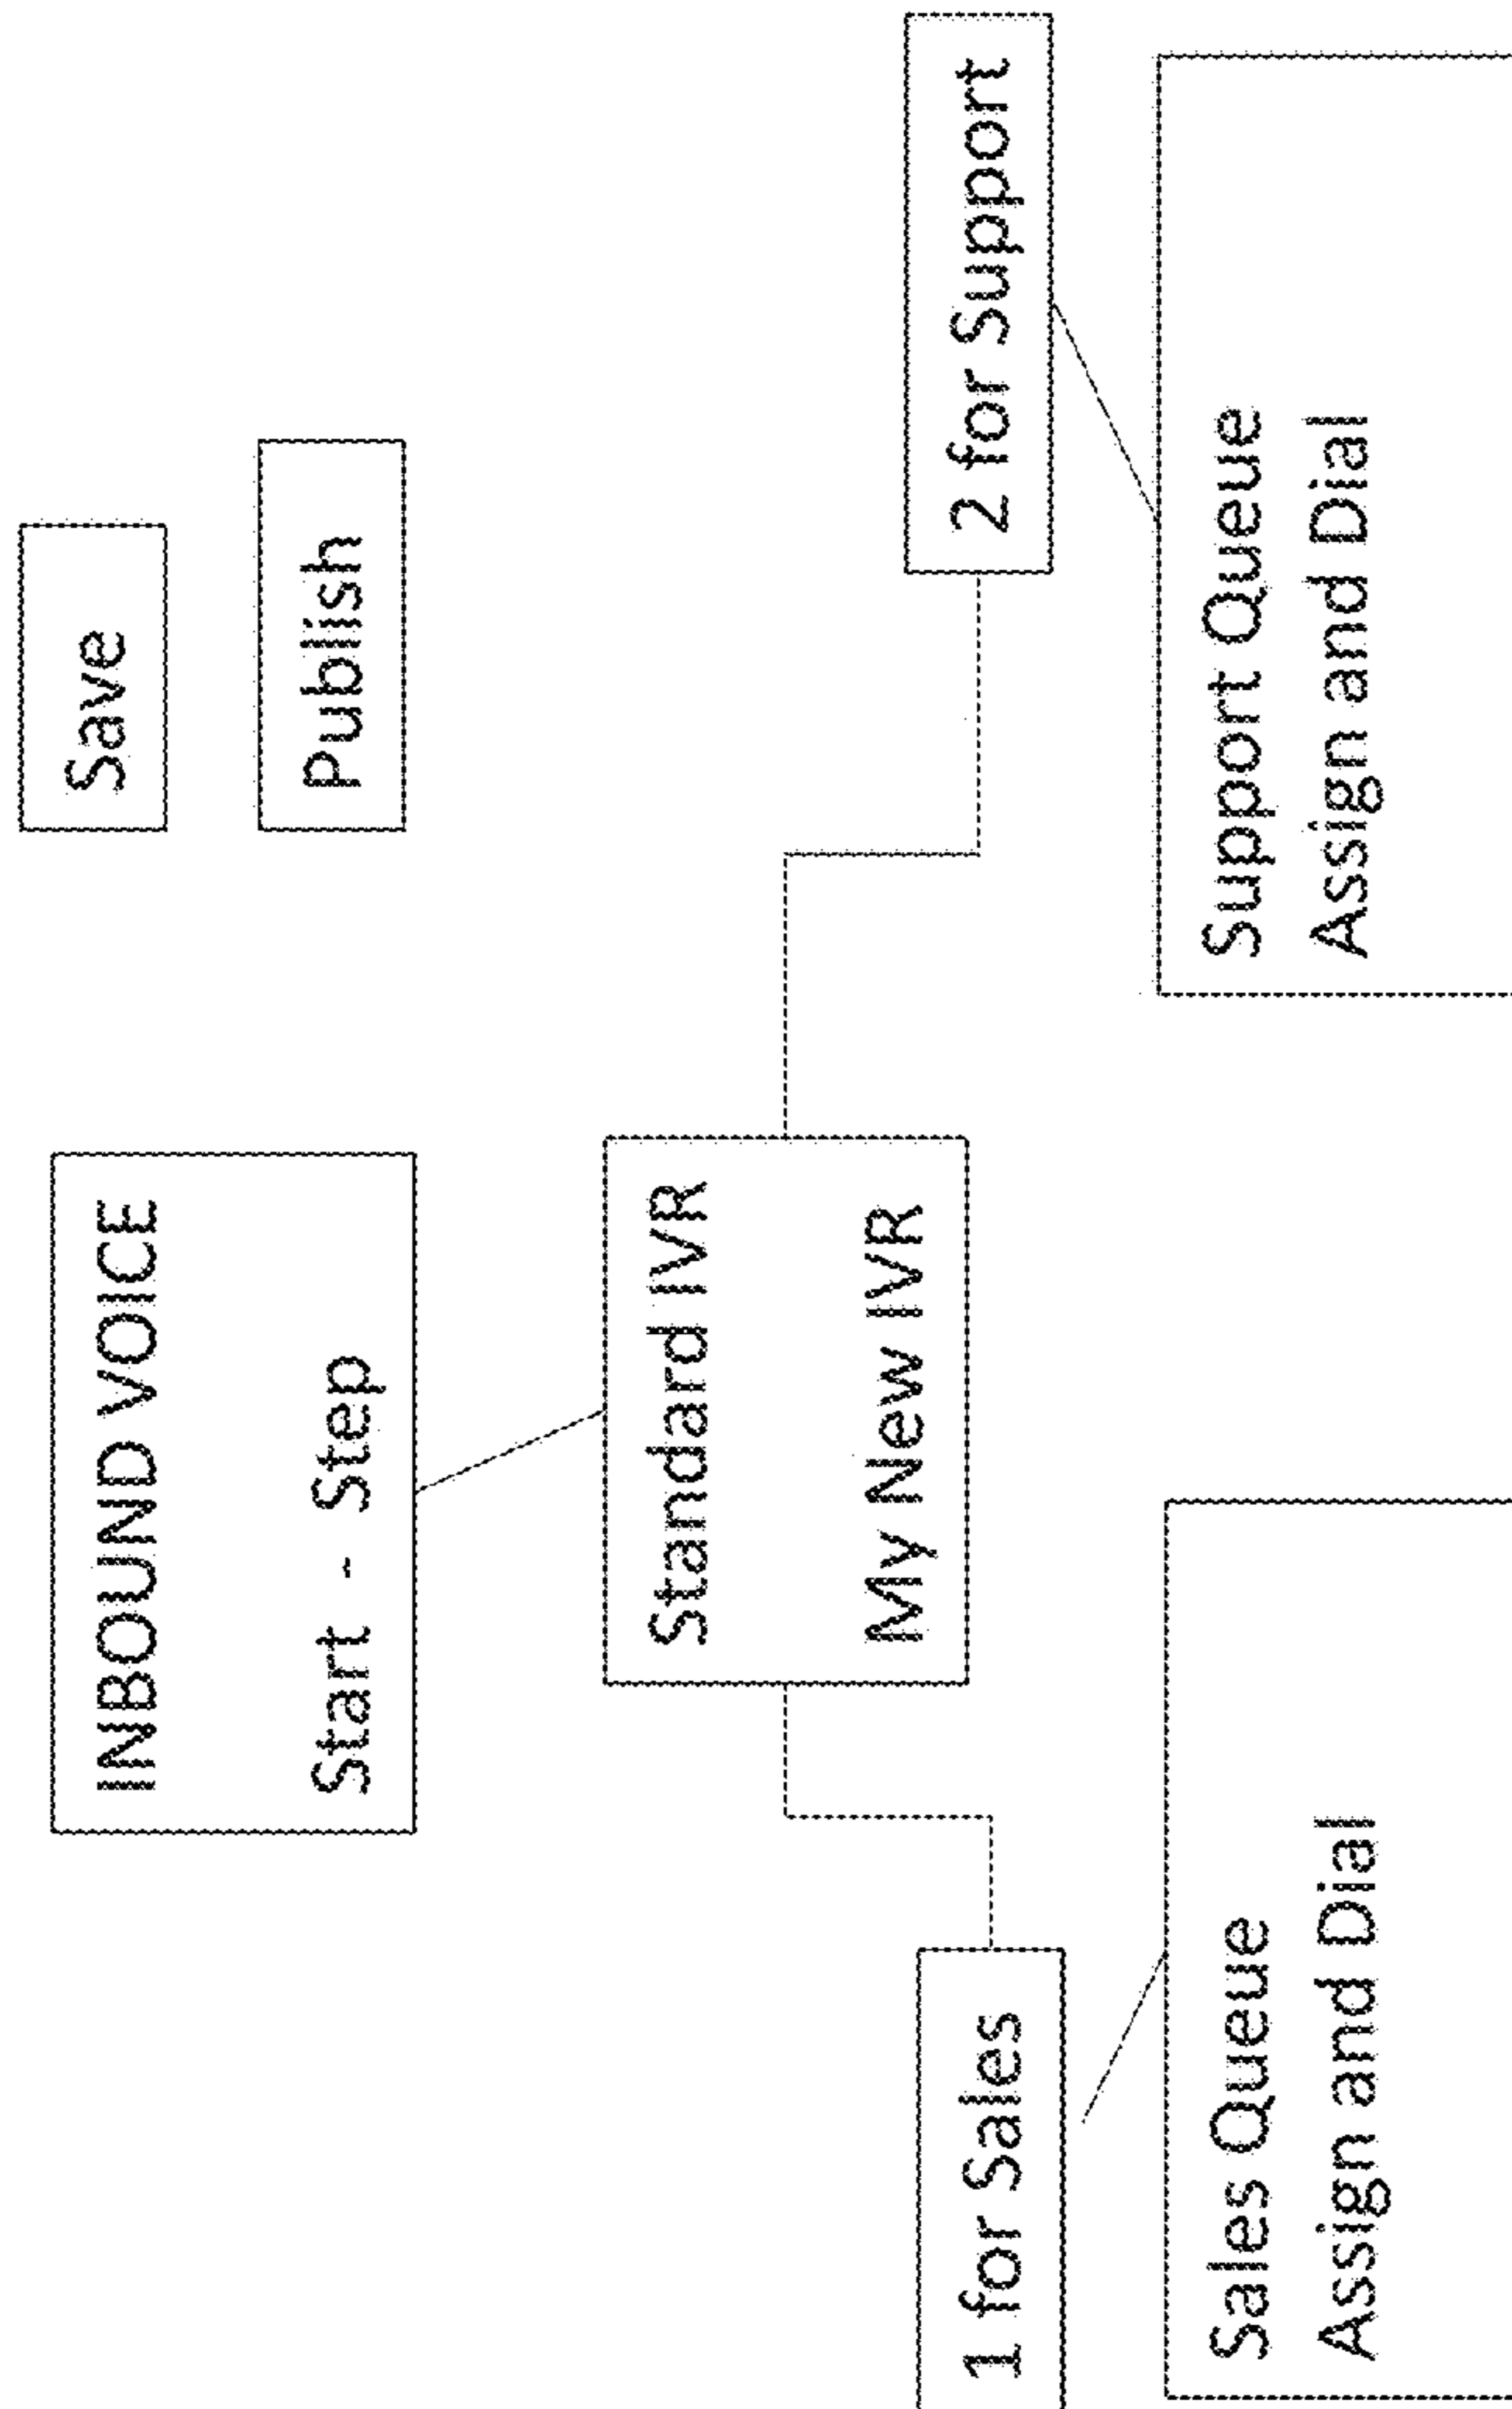 INBOUND VOICE
Start - Step
Save
Publish
Standard IVR
My New IVR
1 for Sales
2 for Support
Sales Queue
Assign and Dial
Support Queue
Assign and Dial